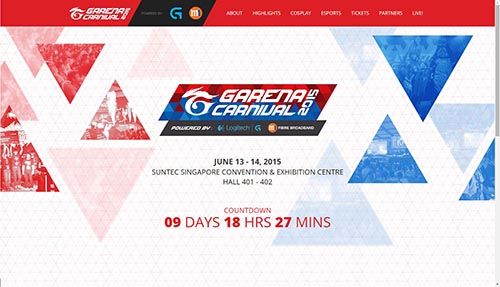 GARENA
CARNIVAL 2015
POWERED BY
G
ABOUT HIGHLIGHTS COSPLAY ESPORTS TICKETS PARTNERS LIVE!
GARENA
CARNIVAL 2015
POWERED BY Logitech G M1 FIBRE BROADBAND
JUNE 13 - 14, 2015
SUNTEC SINGAPORE CONVENTION & EXHIBITION CENTRE
HALL 401 - 402
COUNTDOWN
09 DAYS 18 HRS 27 MINS